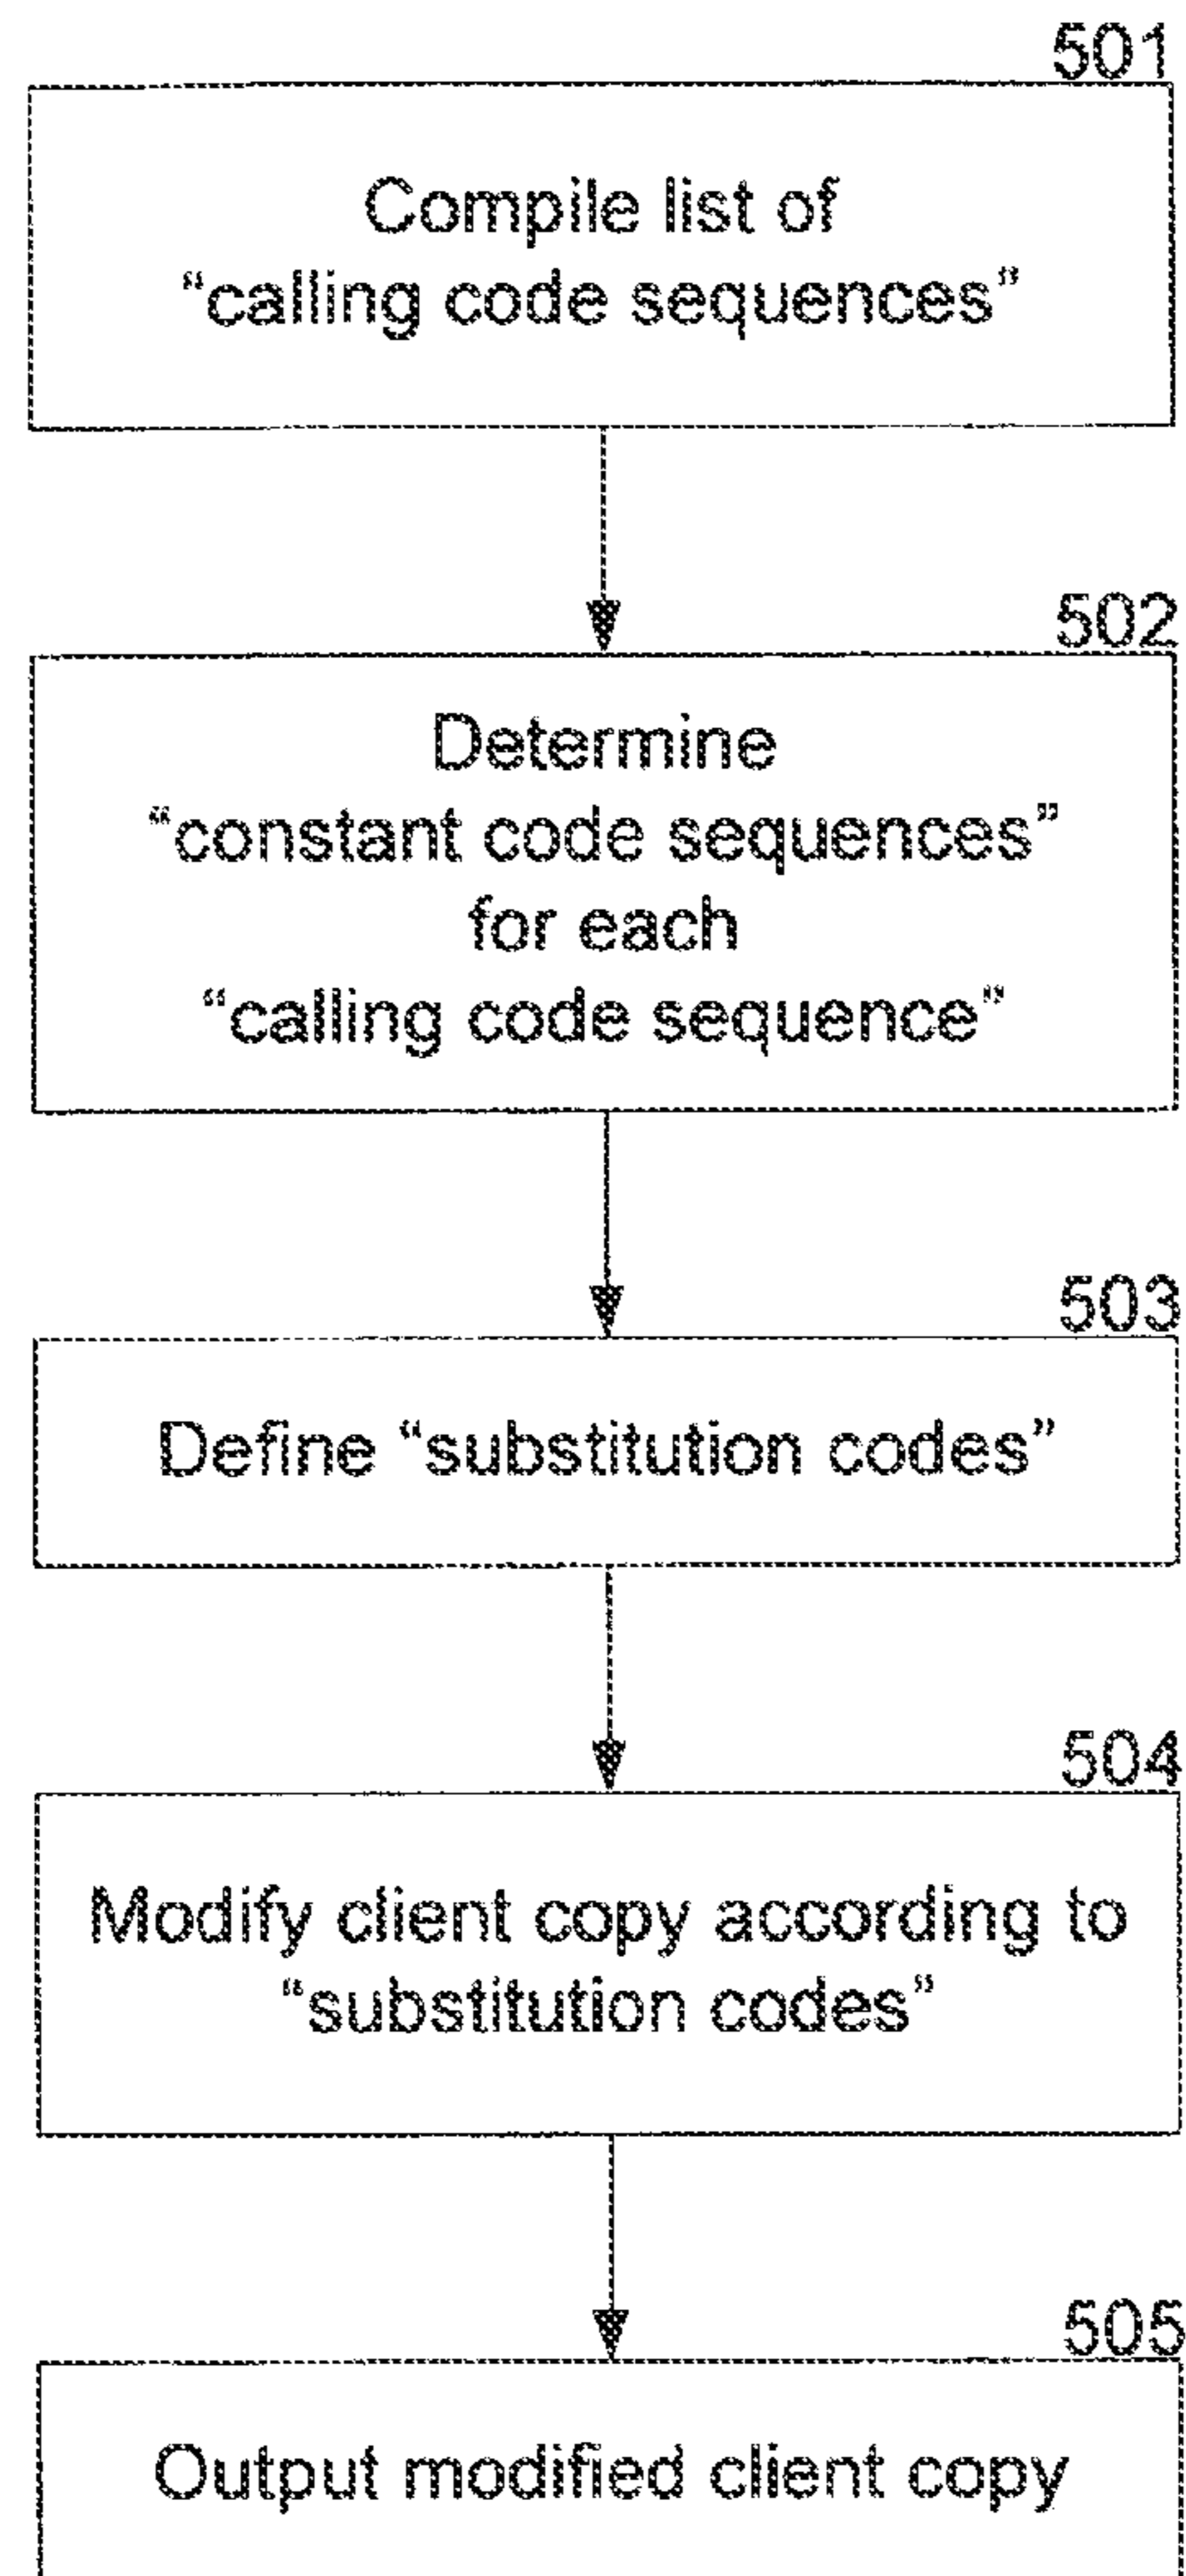 501
Compile list of
“calling code sequences”
502
Determine
“constant code sequences”
for each
“calling code sequence”
503
Define “substitution codes”
504
Modify client copy according to
“substitution codes”
505
Output modified client copy